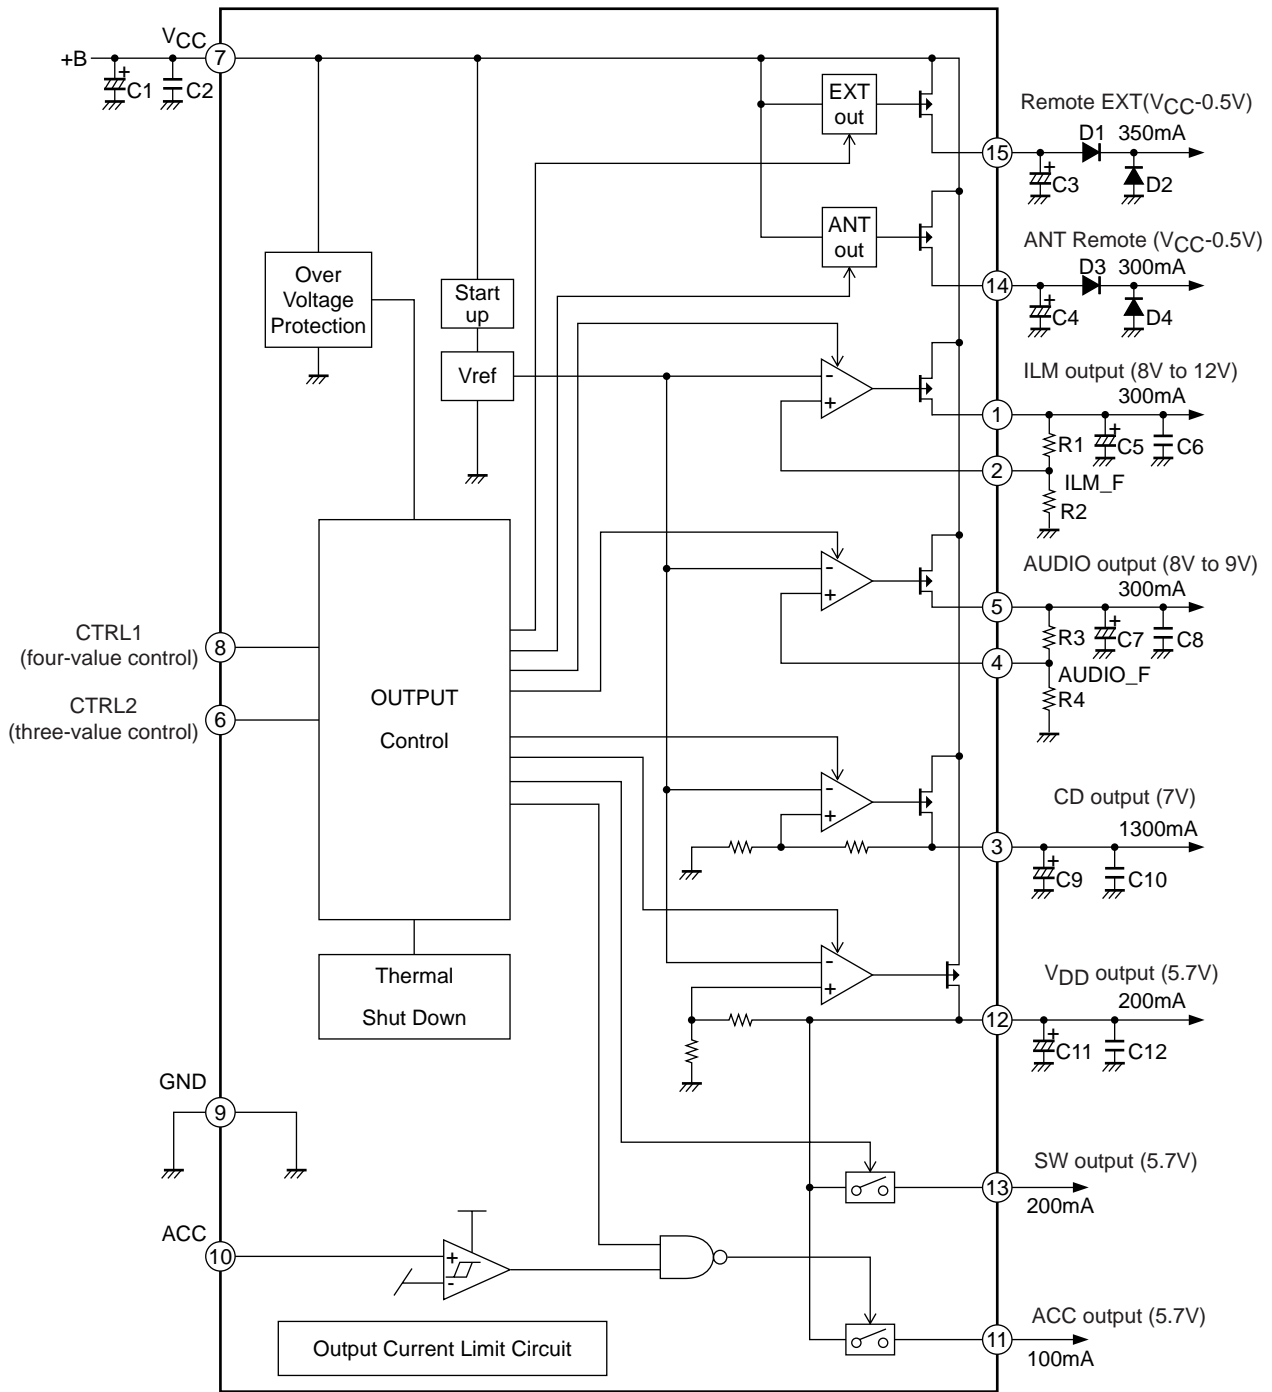 VCC
+B
7
C1
C2
+
EXT
out
Remote EXT(VCC-0.5V)
D1
350mA
15
+
C3
D2
ANT
out
ANT Remote (VCC-0.5V)
D3
300mA
14
+
C4
D4
Over
Voltage
Protection
Start
up
Vref
-
+
ILM output (8V to 12V)
300mA
1
R1
+
C5
C6
2
ILM_F
R2
-
+
AUDIO output (8V to 9V)
300mA
5
R3
+
C7
C8
4
AUDIO_F
R4
CTRL1
(four-value control)
8
CTRL2
(three-value control)
6
OUTPUT
Control
-
+
CD output (7V)
1300mA
3
+
C9
C10
Thermal
Shut Down
-
+
VDD output (5.7V)
200mA
12
+
C11
C12
GND
9
SW output (5.7V)
13
200mA
ACC
10
+
-
ACC output (5.7V)
11
100mA
Output Current Limit Circuit